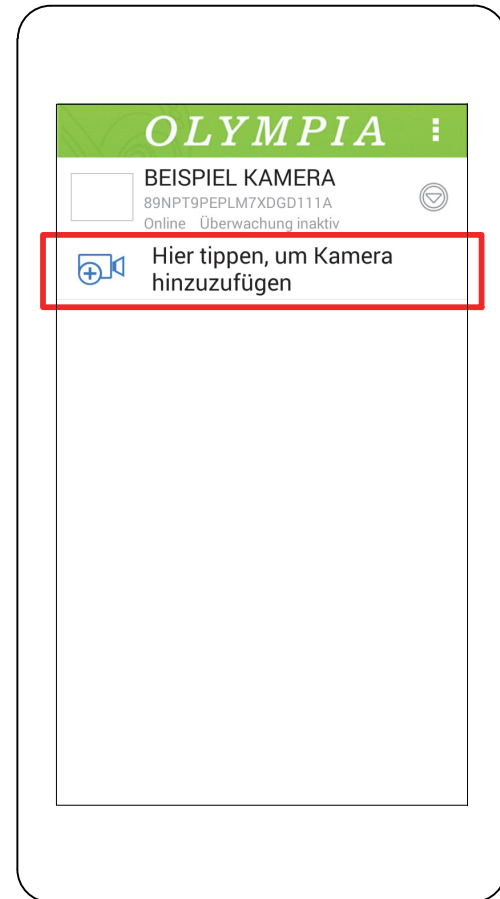 OLYMPIA
BEISPIEL KAMERA
89NPT9PEPLM7XDGD111A
Online Überwachung inaktiv
Hier tippen, um Kamera
hinzuzufügen